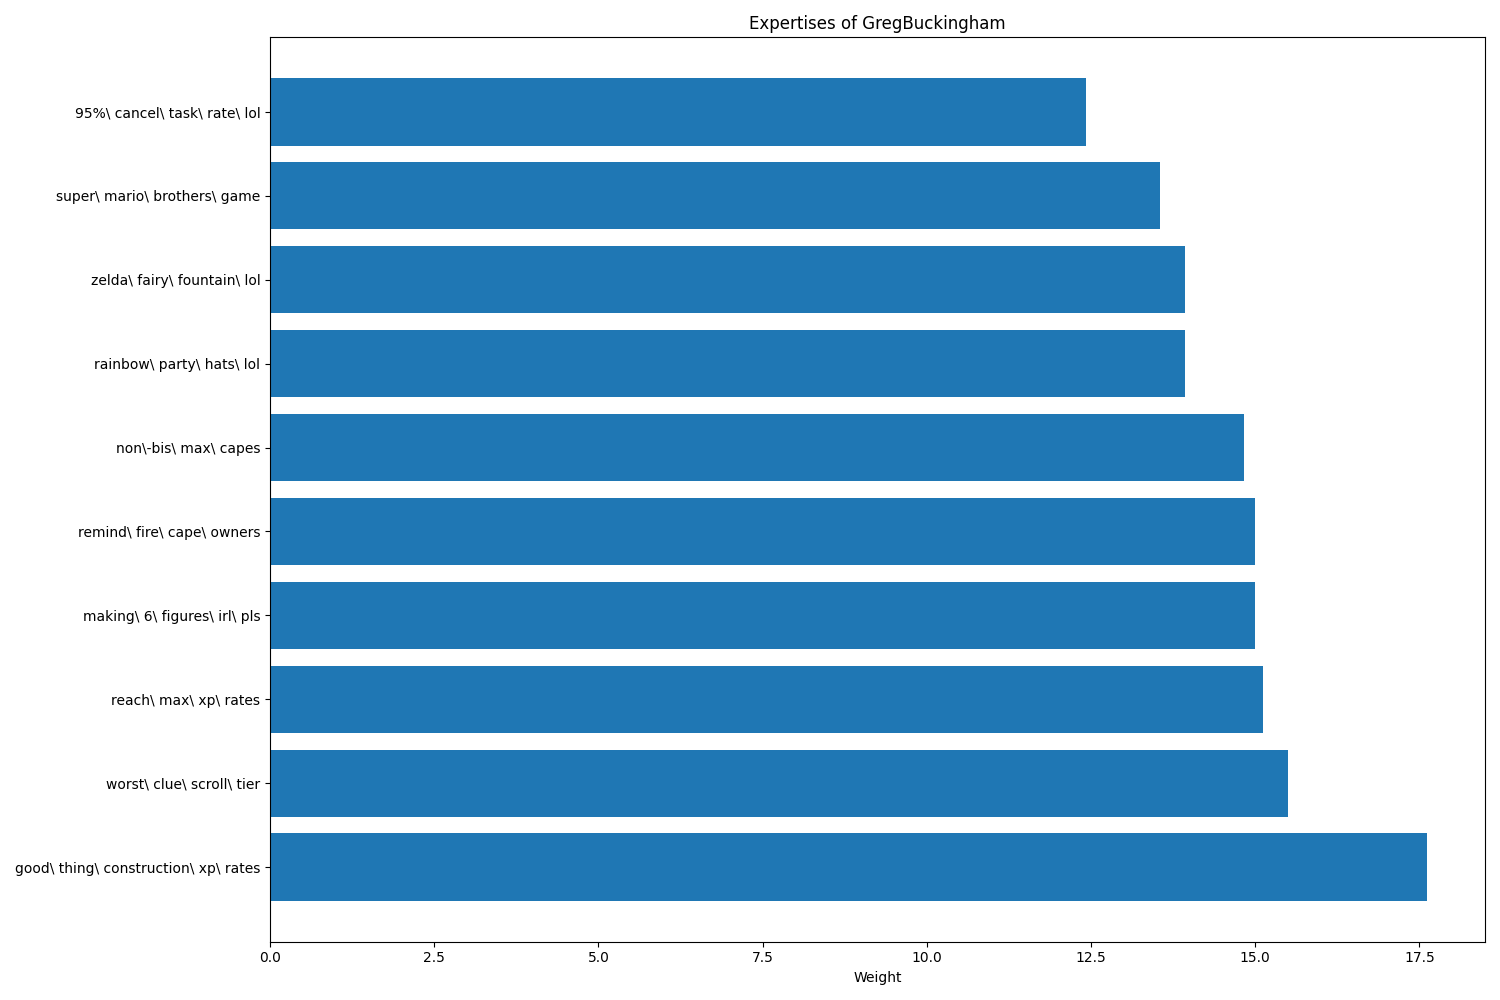 Expertises of GregBuckingham
95%\ cancel\ task\ rate\ lol
super\ mario\ brothers\ game
zelda\ fairy\ fountain\ lol
rainbow\ party\ hats\ lol
non\-bis\ max\ capes
remind\ fire\ cape\ owners
making\ 6\ figures\ irl\ pls
reach\ max\ xp\ rates
worst\ clue\ scroll\ tier
good\ thing\ construction\ xp\ rates
0.0 2.5 5.0 7.5 10.0 12.5 15.0 17.5
Weight